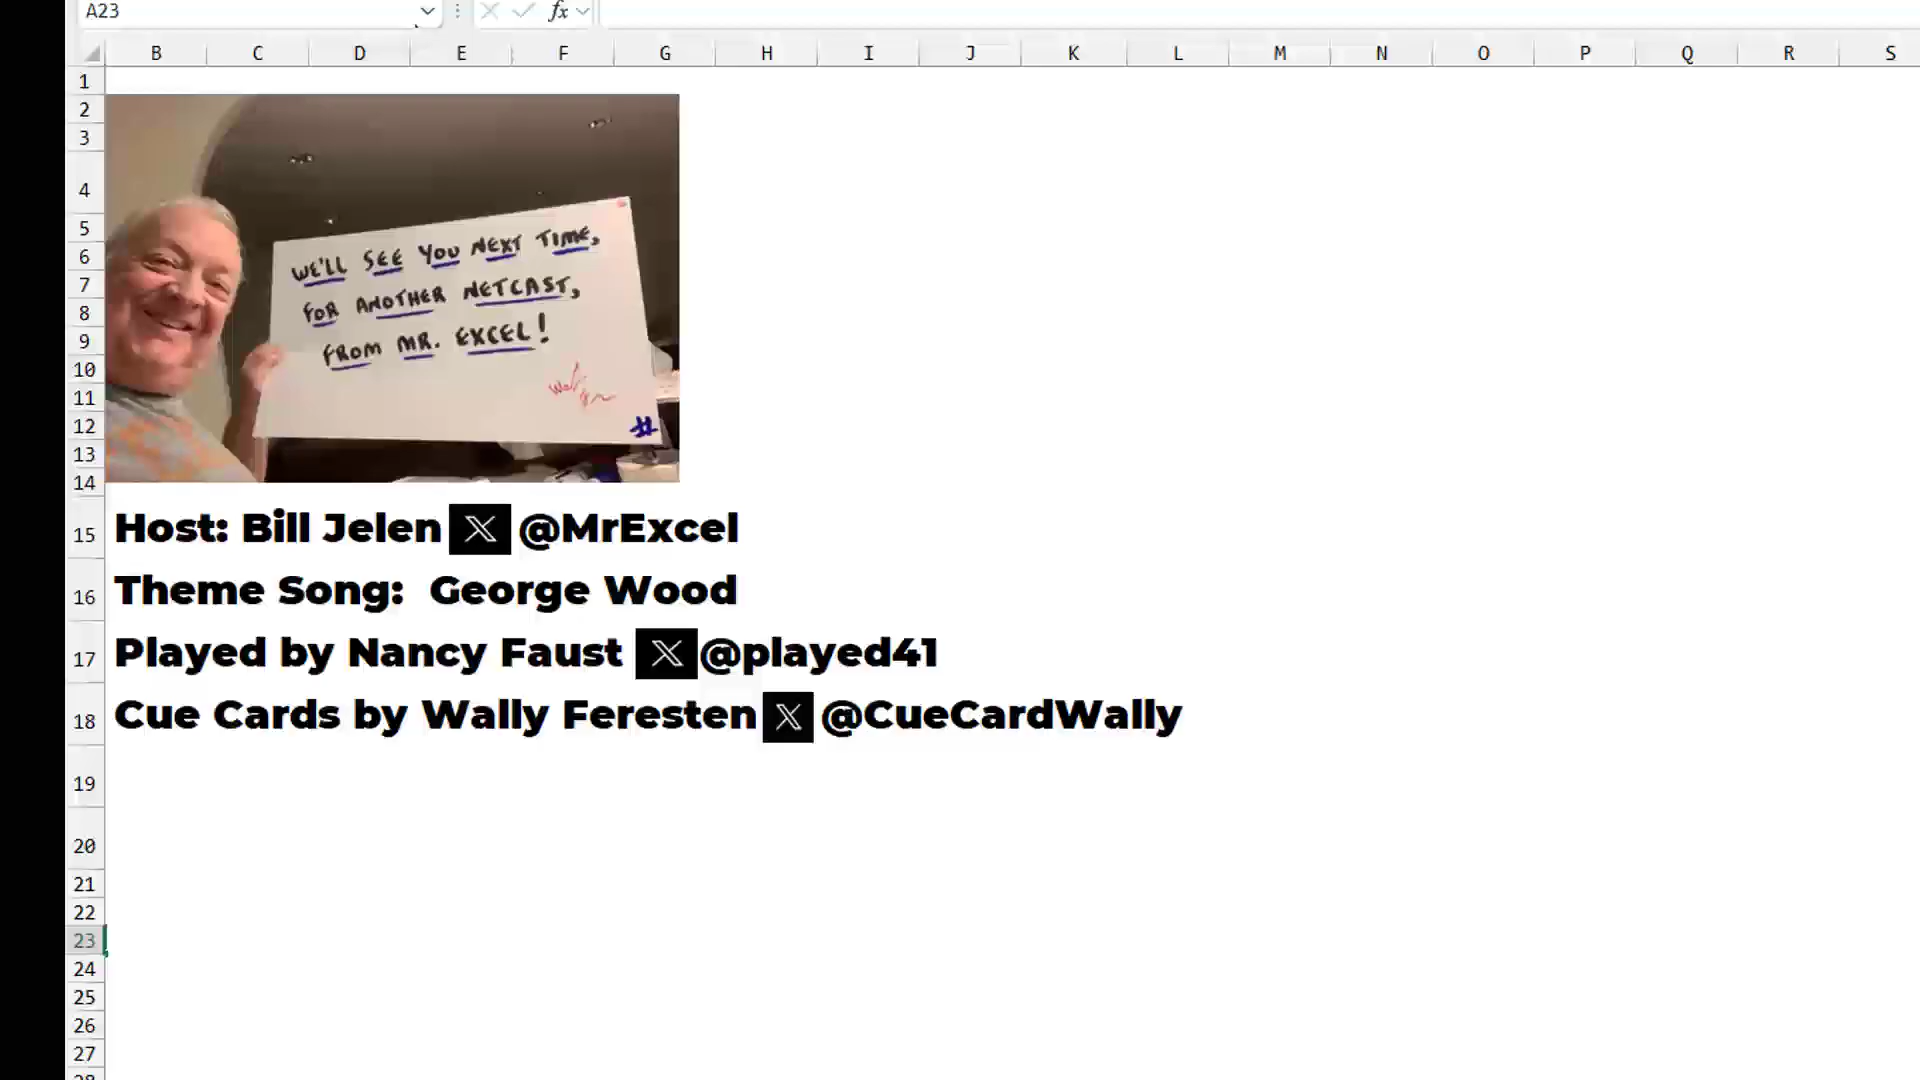 A23
fx
B C D E F G H I J K L M N O P Q R S
1
2
3
4
5
6
7
8
9
10
11
12
13
14
WE'LL SEE YOU NEXT TIME,
FOR ANOTHER NETCAST,
FROM MR. EXCEL!
#
15
Host: Bill Jelen X @MrExcel
16
Theme Song: George Wood
17
Played by Nancy Faust X @played41
18
Cue Cards by Wally Feresten X @CueCardWally
19
20
21
22
23
24
25
26
27